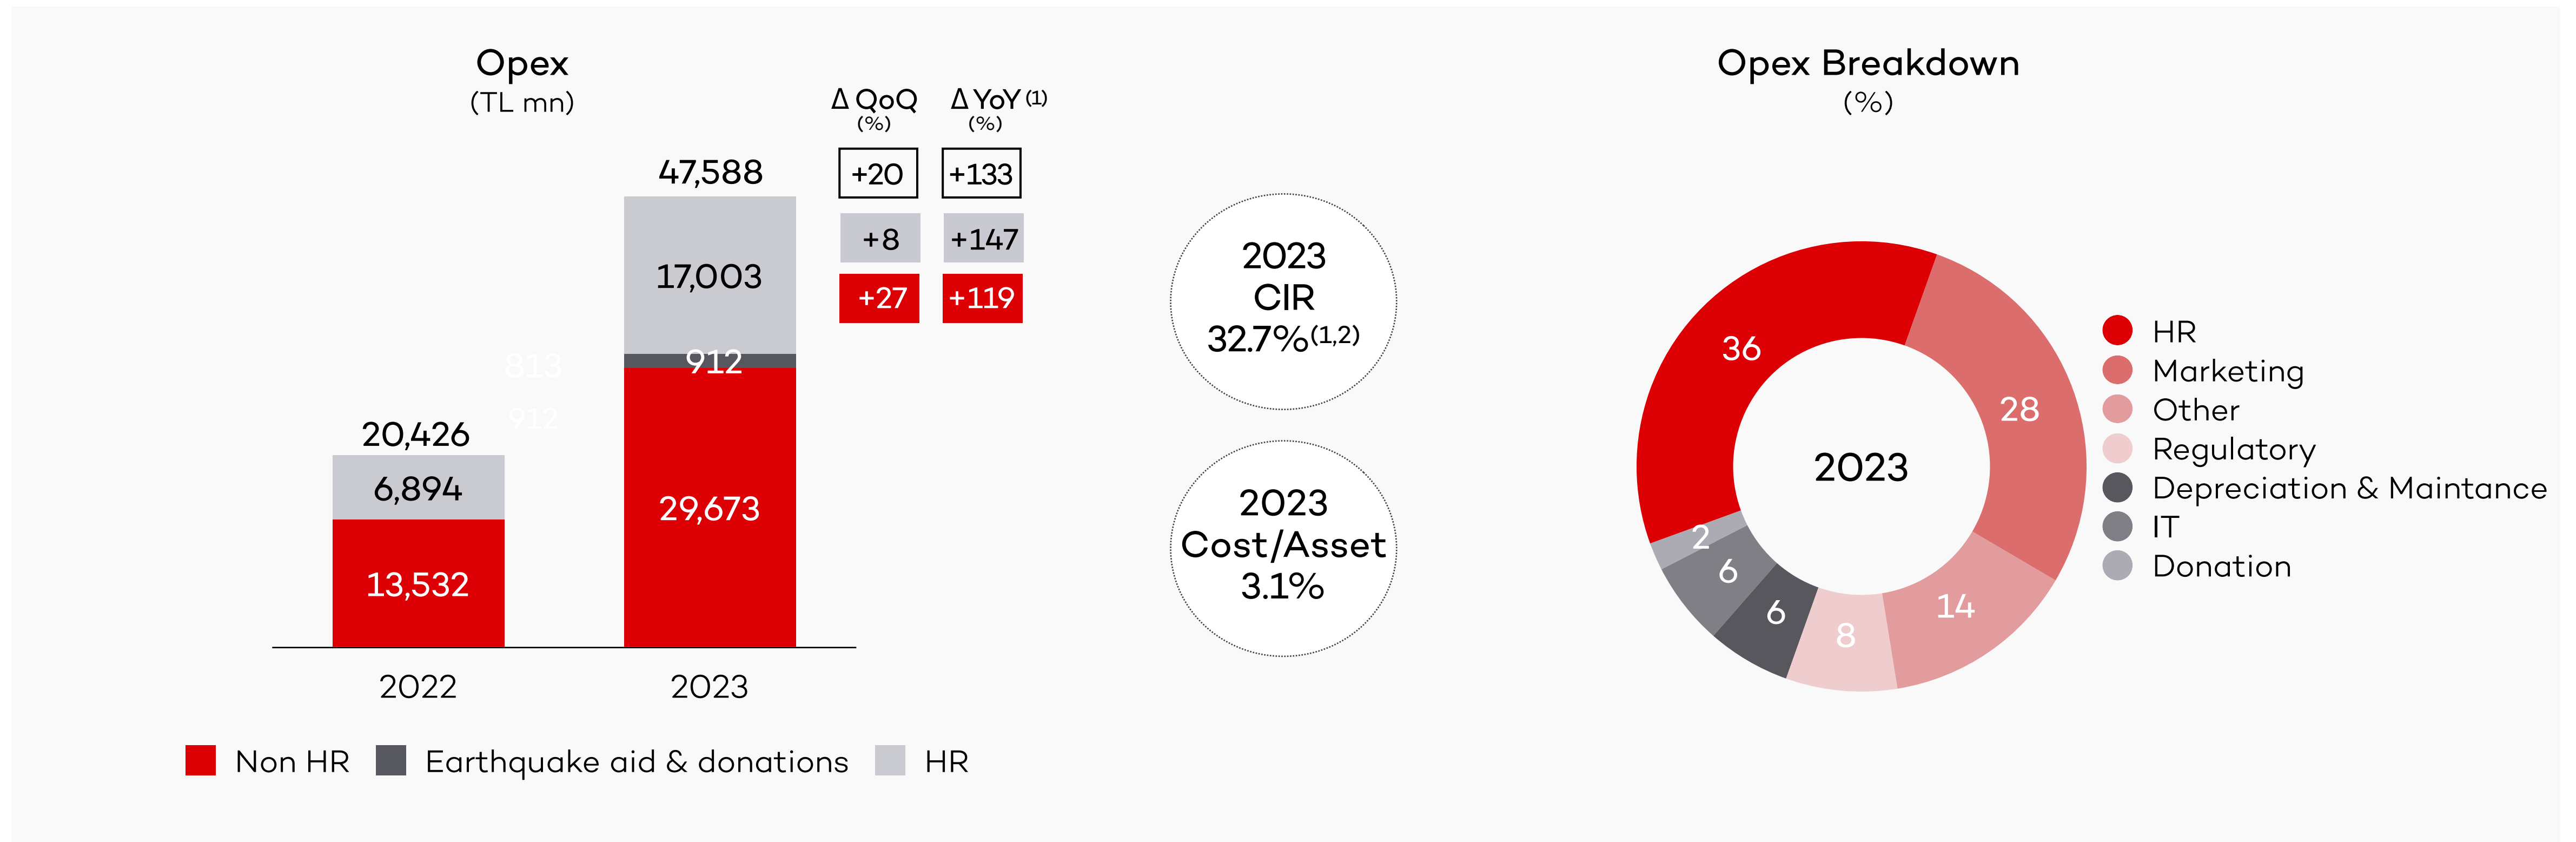 Opex
(TL mn)
Δ QoQ
(%)
Δ YoY (1)
(%)
47,588
+20
+133
17,003
+8
+147
+27
+119
813
912
912
20,426
6,894
29,673
13,532
2022
2023
Non HR
Earthquake aid & donations
HR
2023
CIR
32.7%(1,2)
2023
Cost/Asset
3.1%
Opex Breakdown
(%)
36
28
2023
2
6
6
8
14
HR
Marketing
Other
Regulatory
Depreciation & Maintance
IT
Donation